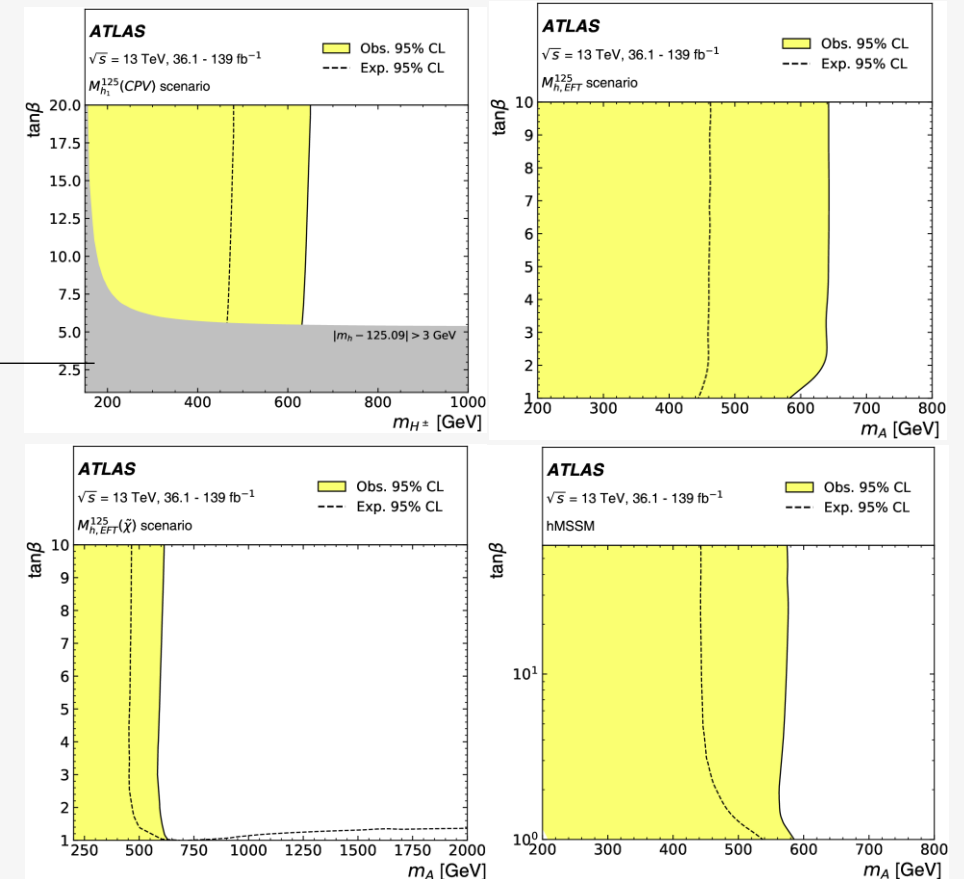 ATLAS
√s = 13 TeV, 36.1 - 139 fb⁻¹
M_{h₁}^{125}(CPV) scenario
Obs. 95% CL
Exp. 95% CL
tanβ
20.0
17.5
15.0
12.5
10.0
7.5
5.0
2.5
|m_h − 125.09| > 3 GeV
200 400 600 800 1000
m_{H±} [GeV]
ATLAS
√s = 13 TeV, 36.1 - 139 fb⁻¹
M_{h,EFT}^{125} scenario
Obs. 95% CL
Exp. 95% CL
tanβ
10
9
8
7
6
5
4
3
2
1
200 300 400 500 600 700 800
m_A [GeV]
ATLAS
√s = 13 TeV, 36.1 - 139 fb⁻¹
M_{h,EFT}^{125}(χ̃) scenario
Obs. 95% CL
Exp. 95% CL
tanβ
10
9
8
7
6
5
4
3
2
1
250 500 750 1000 1250 1500 1750 2000
m_A [GeV]
ATLAS
√s = 13 TeV, 36.1 - 139 fb⁻¹
hMSSM
Obs. 95% CL
Exp. 95% CL
tanβ
10¹
10⁰
200 300 400 500 600 700 800
m_A [GeV]